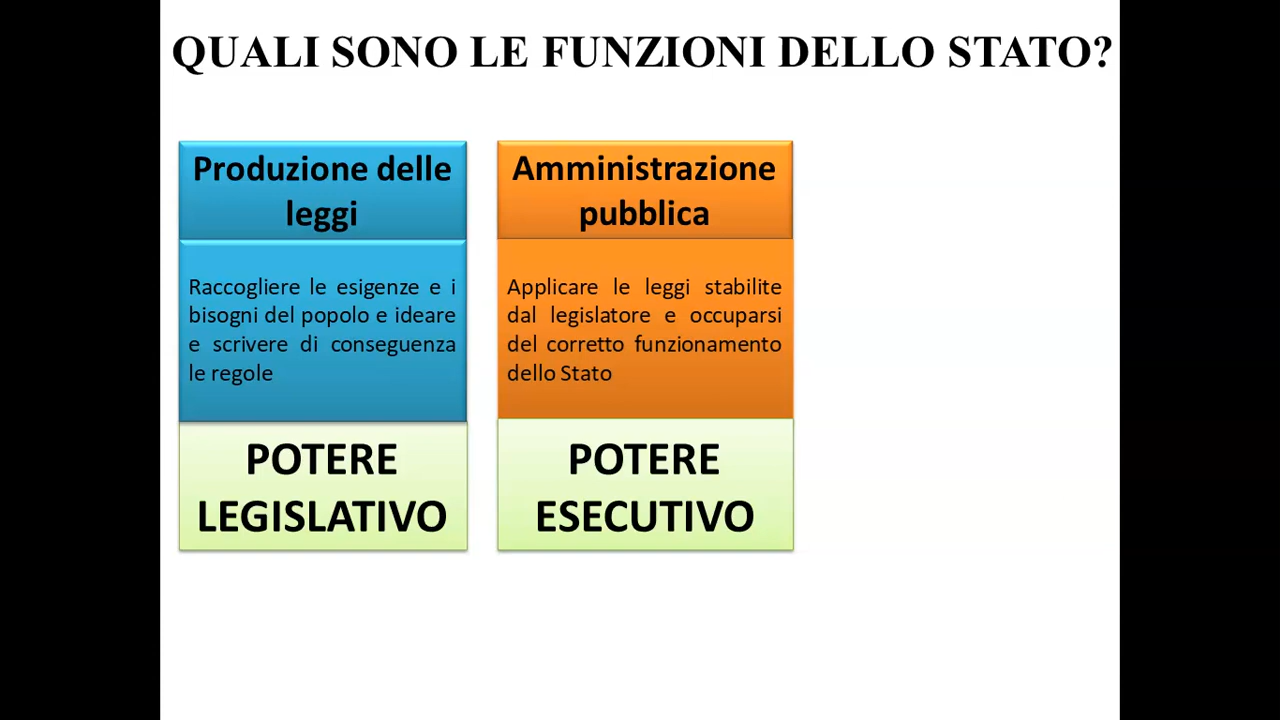 QUALI SONO LE FUNZIONI DELLO STATO?
Produzione delle
leggi
Raccogliere le esigenze e i
bisogni del popolo e ideare
e scrivere di conseguenza
le regole
POTERE
LEGISLATIVO
Amministrazione
pubblica
Applicare le leggi stabilite
dal legislatore e occuparsi
del corretto funzionamento
dello Stato
POTERE
ESECUTIVO